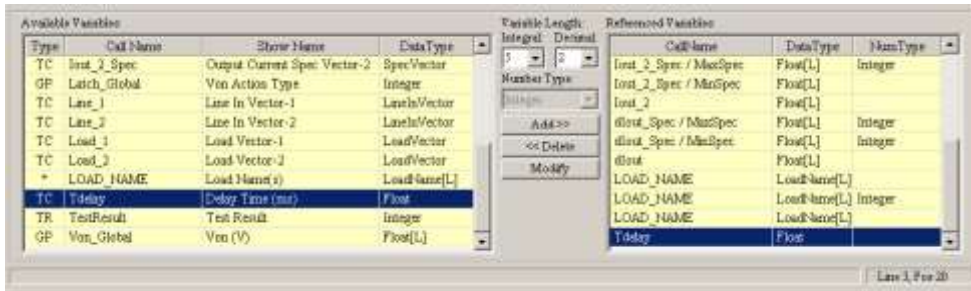 Available Variables Variable Length: Referenced Variables
Integral Decimal
Type Call Name Show Name DataType CallName DataType NumType
TC Iout_2_Spec Output Current Spec Vector-2 SpecVector 5 2 Iout_2_Spec / MaxSpec Float[L] Integer
GP Latch_Global Von Action Type Integer Number Type Iout_2_Spec / MinSpec Float[L]
TC Line_1 Line In Vector-1 LineInVector Integer Iout_2 Float[L]
TC Line_2 Line In Vector-2 LineInVector Add >> dIout_Spec / MaxSpec Float[L] Integer
TC Load_1 Load Vector-1 LoadVector << Delete dIout_Spec / MinSpec Float[L] Integer
TC Load_2 Load Vector-2 LoadVector Modify dIout Float[L]
* LOAD_NAME Load Name(s) LoadName[L] LOAD_NAME LoadName[L]
TC Tdelay Delay Time (ms) Float LOAD_NAME LoadName[L] Integer
TR TestResult Test Result Integer LOAD_NAME LoadName[L]
GP Von_Global Von (V) Float[L] Tdelay Float
Line 3, Pos 20